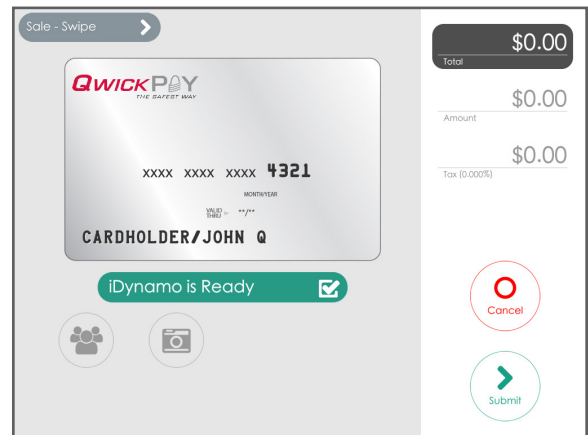 Sale - Swipe
QWICKPAY
THE SAFEST WAY
xxxx xxxx xxxx 4321
MONTH/YEAR
VALID THRU **/**
CARDHOLDER/JOHN Q
iDynamo is Ready
$0.00
Total
$0.00
Amount
$0.00
Tax (0.000%)
Cancel
Submit